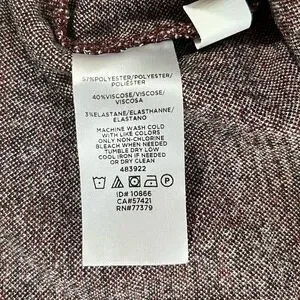 57%POLYESTER/POLYESTER/
POLIÉSTER
40%VISCOSE/VISCOSE/
VISCOSA
3%ELASTANE/ELASTHANNE/
ELASTANO
MACHINE WASH COLD
WITH LIKE COLORS
ONLY NON-CHLORINE
BLEACH WHEN NEEDED
TUMBLE DRY LOW
COOL IRON IF NEEDED
OR DRY CLEAN
483922
ID# 10866
CA#57421
RN#77379